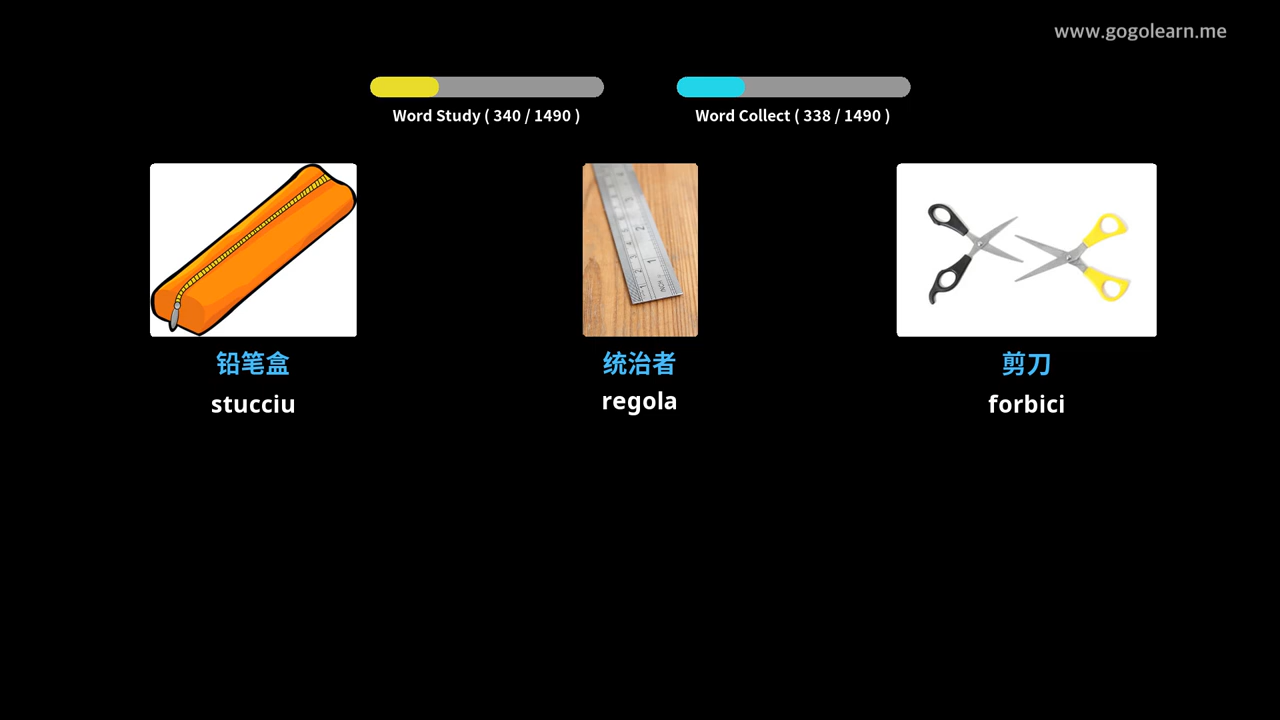 www.gogolearn.me
Word Study ( 340 / 1490 )
Word Collect ( 338 / 1490 )
铅笔盒
统治者
剪刀
stucciu
regola
forbici